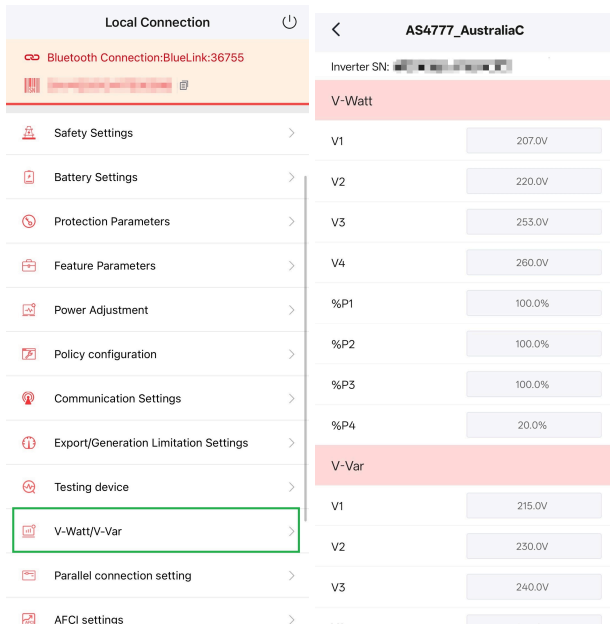 Local Connection
Bluetooth Connection:BlueLink:36755
SN
Safety Settings
Battery Settings
Protection Parameters
Feature Parameters
Power Adjustment
Policy configuration
Communication Settings
Export/Generation Limitation Settings
Testing device
V-Watt/V-Var
Parallel connection setting
AFCI settings
AS4777_AustraliaC
Inverter SN:
V-Watt
V1 207.0V
V2 220.0V
V3 253.0V
V4 260.0V
%P1 100.0%
%P2 100.0%
%P3 100.0%
%P4 20.0%
V-Var
V1 215.0V
V2 230.0V
V3 240.0V